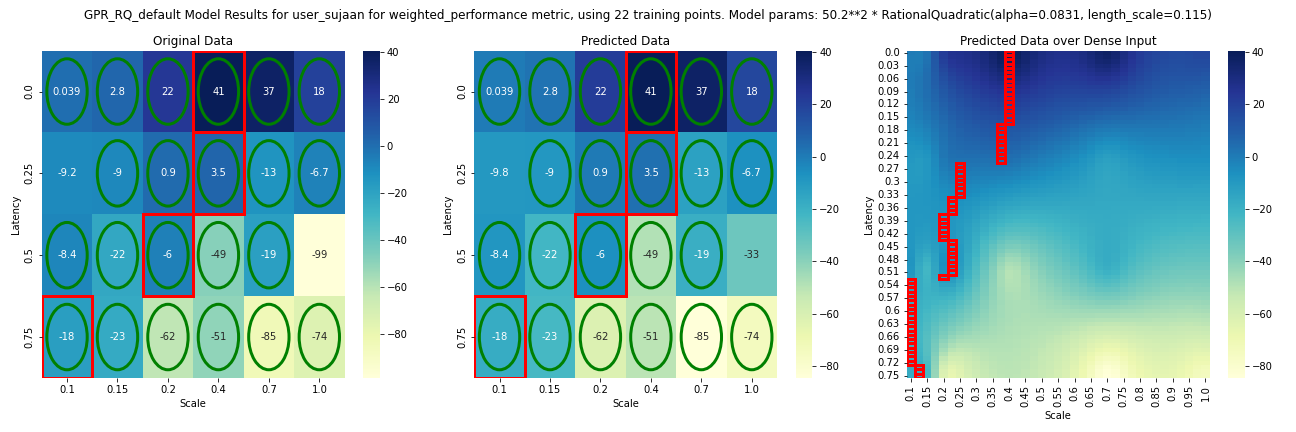 GPR_RQ_default Model Results for user_sujaan for weighted_performance metric, using 22 training points. Model params: 50.2**2 * RationalQuadratic(alpha=0.0831, length_scale=0.115)
Original Data
0.039 2.8 22 41 37 18
-9.2 -9 0.9 3.5 -13 -6.7
-8.4 -22 -6 -49 -19 -99
-18 -23 -62 -51 -85 -74
0.0
0.25
0.5
0.75
Latency
0.1 0.15 0.2 0.4 0.7 1.0
Scale
40
20
0
−20
−40
−60
−80
Predicted Data
0.039 2.8 22 41 37 18
-9.8 -9 0.9 3.5 -13 -6.7
-8.4 -22 -6 -49 -19 -33
-18 -23 -62 -51 -85 -74
0.0
0.25
0.5
0.75
Latency
0.1 0.15 0.2 0.4 0.7 1.0
Scale
40
20
0
−20
−40
−60
−80
Predicted Data over Dense Input
0.0
0.03
0.06
0.09
0.12
0.15
0.18
0.21
0.24
0.27
0.3
0.33
0.36
0.39
0.42
0.45
0.48
0.51
0.54
0.57
0.6
0.63
0.66
0.69
0.72
0.75
Latency
0.1 0.15 0.2 0.25 0.3 0.35 0.4 0.45 0.5 0.55 0.6 0.65 0.7 0.75 0.8 0.85 0.9 0.95 1.0
Scale
40
20
0
−20
−40
−60
−80